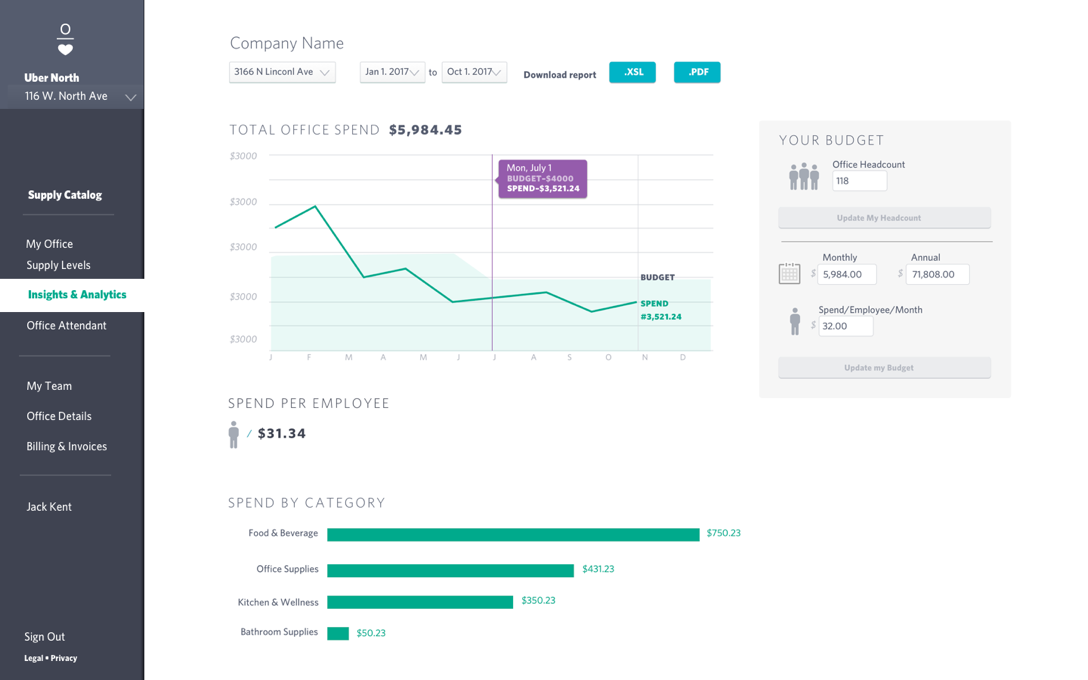 O
Uber North
116 W. North Ave
Supply Catalog
My Office
Supply Levels
Insights & Analytics
Office Attendant
My Team
Office Details
Billing & Invoices
Jack Kent
Sign Out
Legal • Privacy
Company Name
3166 N Linconl Ave
Jan 1. 2017 to Oct 1. 2017
Download report
.XSL
.PDF
TOTAL OFFICE SPEND $5,984.45
$3000
$3000
$3000
$3000
$3000
Mon, July 1
BUDGET-$4000
SPEND-$3,521.24
BUDGET
SPEND
#3,521.24
J F M A M J J A S O N D
SPEND PER EMPLOYEE
/ $31.34
SPEND BY CATEGORY
Food & Beverage $750.23
Office Supplies $431.23
Kitchen & Wellness $350.23
Bathroom Supplies $50.23
YOUR BUDGET
Office Headcount
118
Update My Headcount
Monthly Annual
$ 5,984.00 $ 71,808.00
Spend/Employee/Month
$ 32.00
Update my Budget